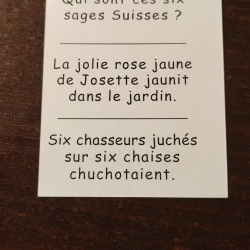 Qui sont ces six
sages Suisses ?
La jolie rose jaune
de Josette jaunit
dans le jardin.
Six chasseurs juchés
sur six chaises
chuchotaient.